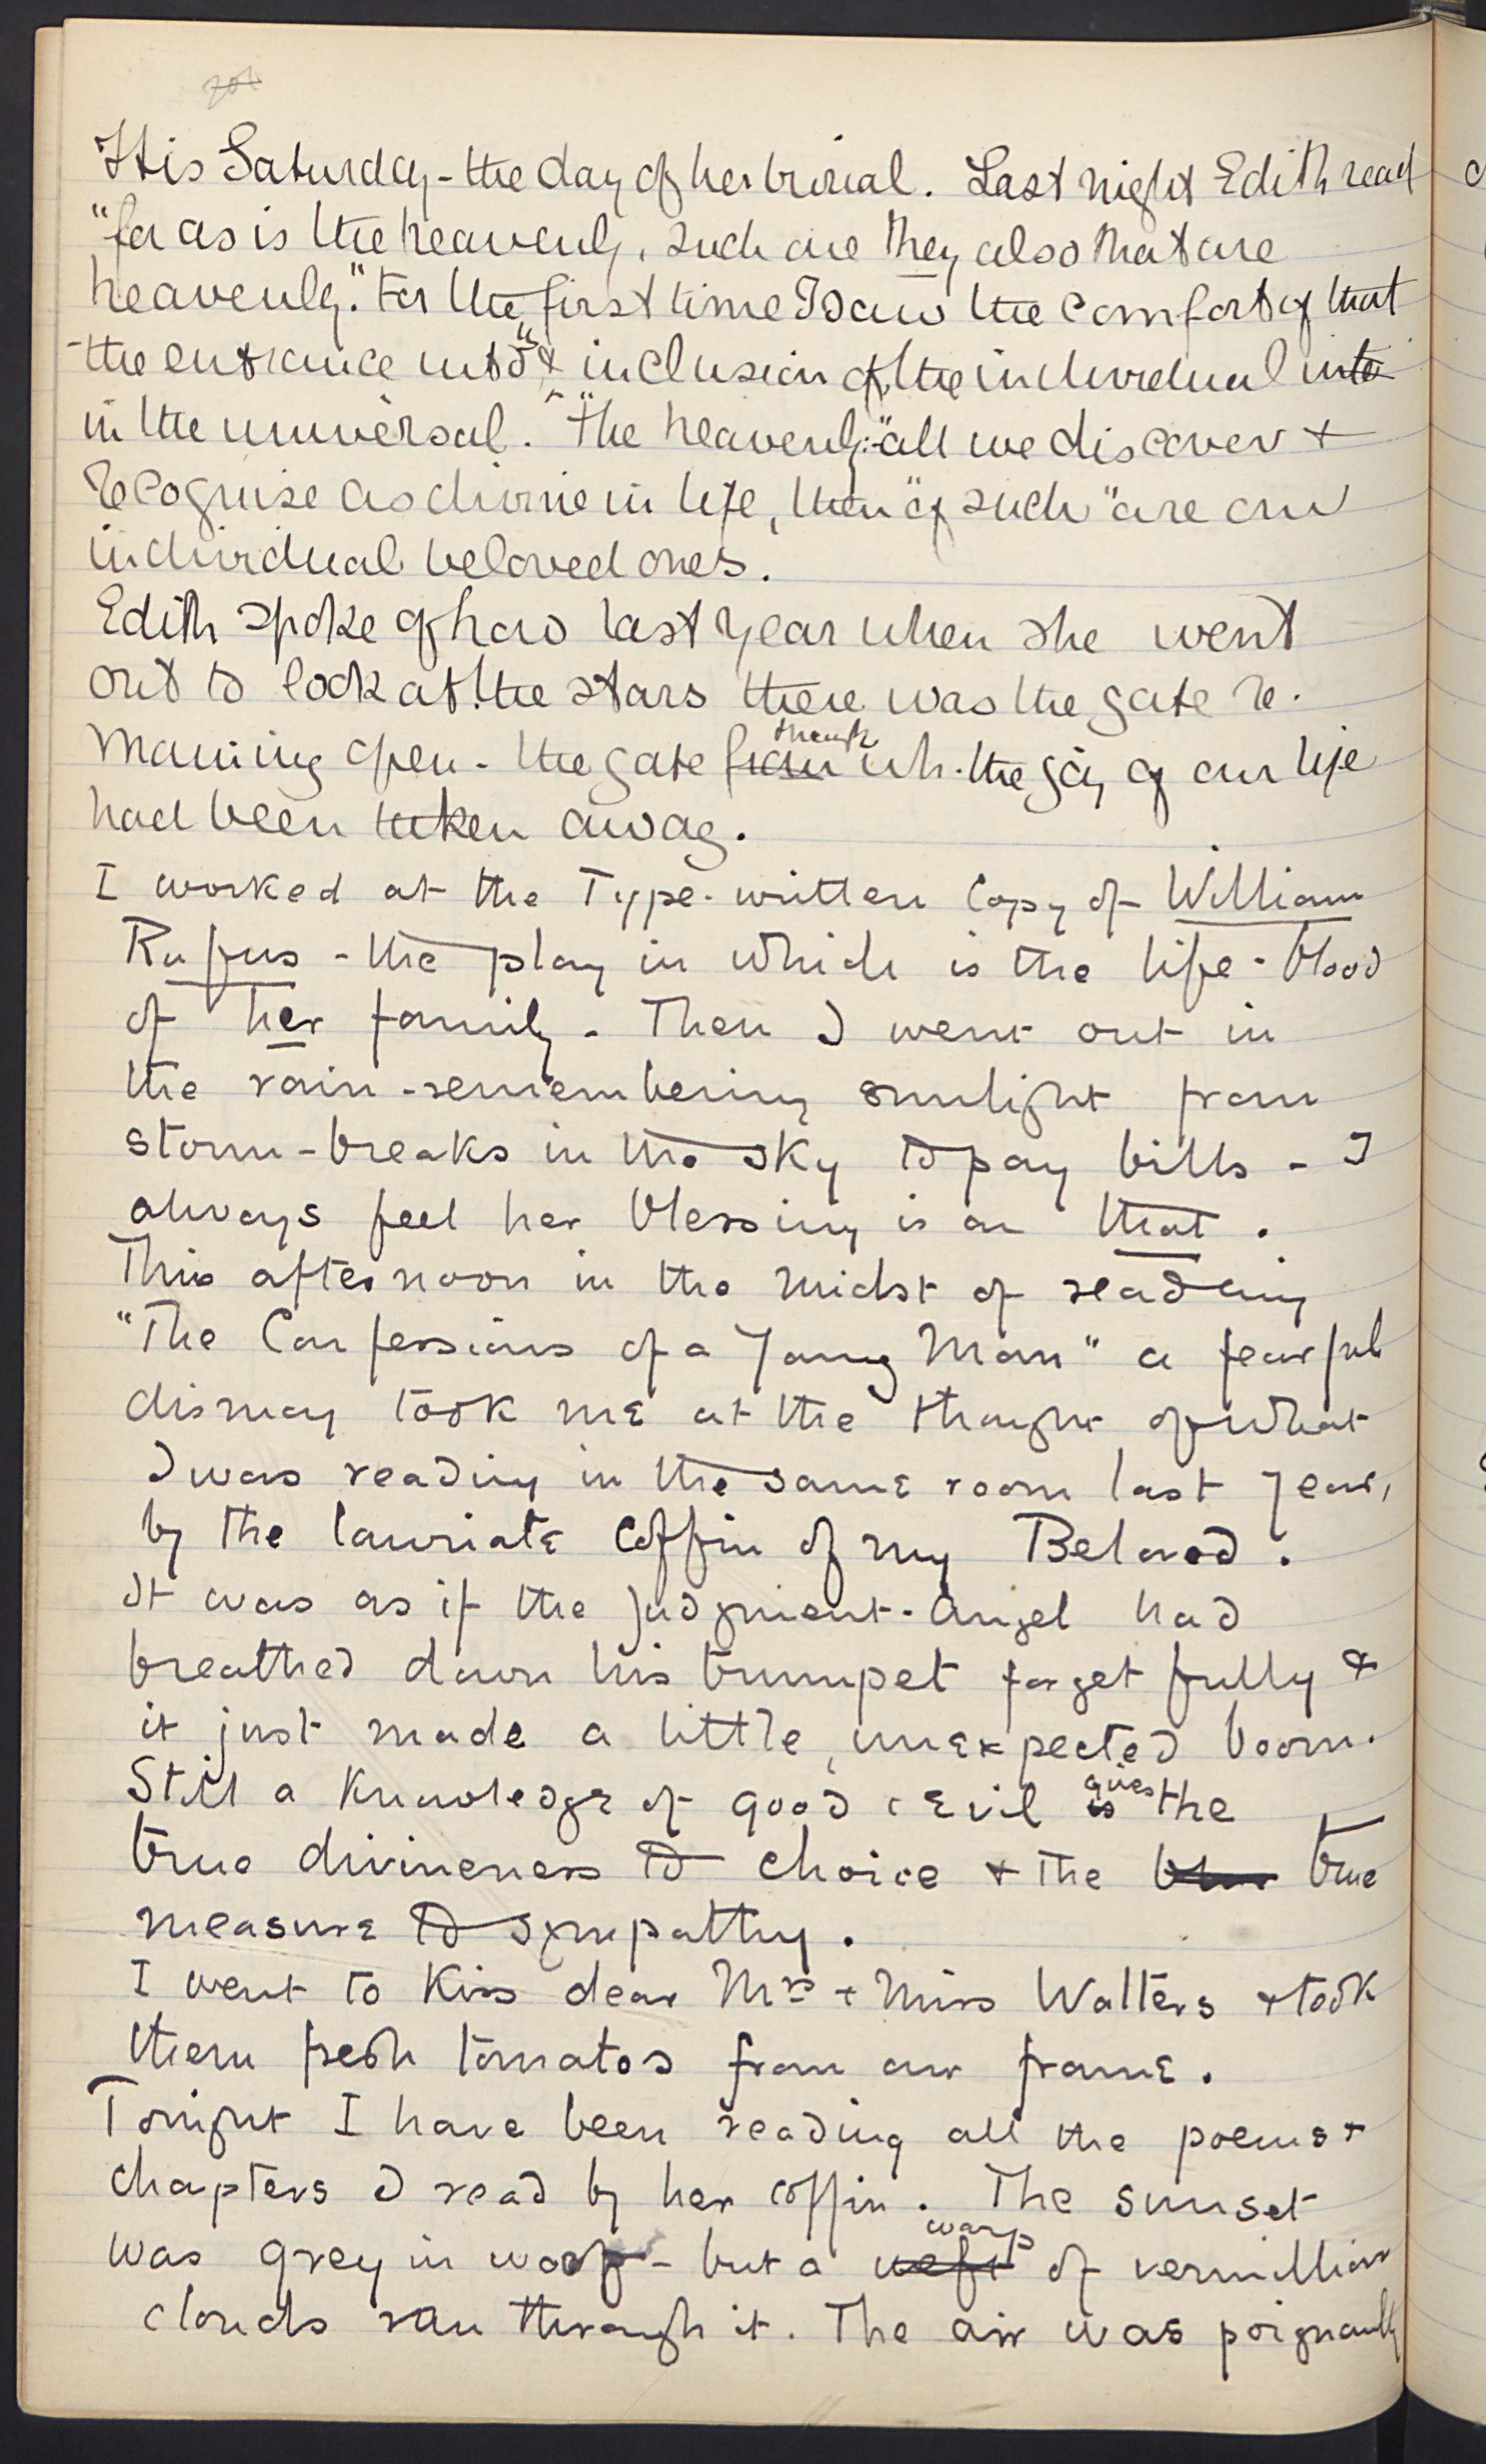 It is Saturday - the day of her burial. Last night Edith read
"for as is the heavenly, such are they also that are
heavenly." For the first time I saw the comfort of that
- the entrance into" & inclusion of the individual into
in the universal. "The heavenly:" all we discover +
recognise as divine in life, then "of such" are our
individual beloved ones.
Edith spoke of how last year when she went
out to look at the stars there was the gate re-
maining open - the gate from through wh. the joy of our life
had been taken away.
I worked at the Type-written Copy of William
Rufus - the play in which is the life-blood
of her family. Then I went out in
the rain-remembering sunlight from
storm-breaks in the sky to pay bills - I
always feel her blessing is on that.
This afternoon in the midst of reading
"The Confessions of a Young Man" a fearful
dismay took me at the thought of what
I was reading in the same room last year,
by the lauriate Coffin of my Beloved.
It was as if the Judgment-Angel had
breathed down his trumpet forgetfully &
it just made a little, unexpected boom.
Still a knowledge of good & Evil is gives the
true divineness to choice & the true
measure to sympathy.
I went to Kiss dear Mrs + Miss Walters & took
them fresh tomatos from our frame.
Tonight I have been reading all the poems +
chapters I read by her coffin. The sunset
was grey in woof - but a weft warp of vermillion
clouds ran through it. The air was poignantly